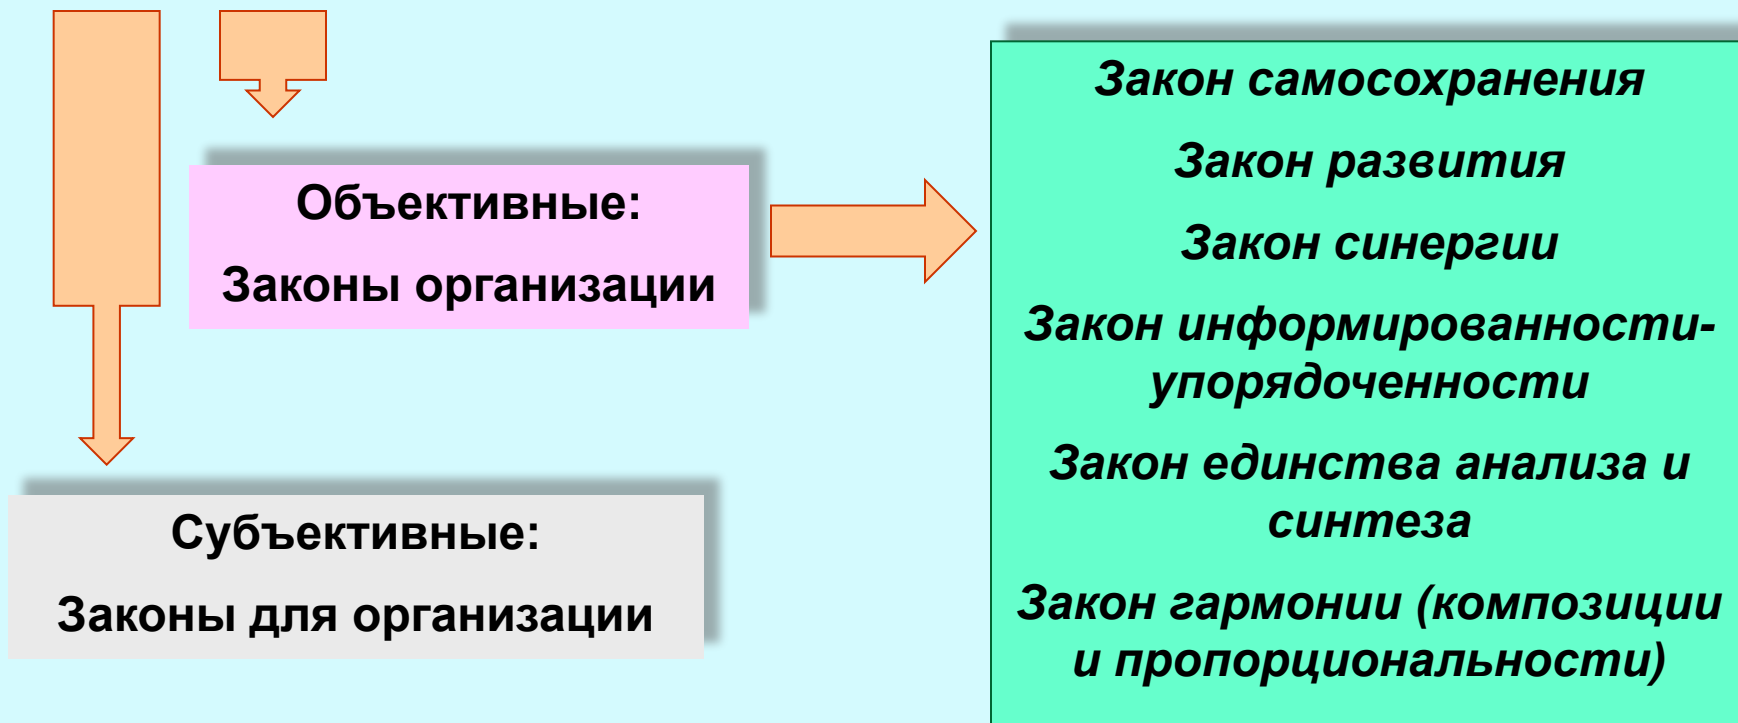 Объективные:
Законы организации
Субъективные:
Законы для организации
Закон самосохранения
Закон развития
Закон синергии
Закон информированности-
упорядоченности
Закон единства анализа и
синтеза
Закон гармонии (композиции
и пропорциональности)